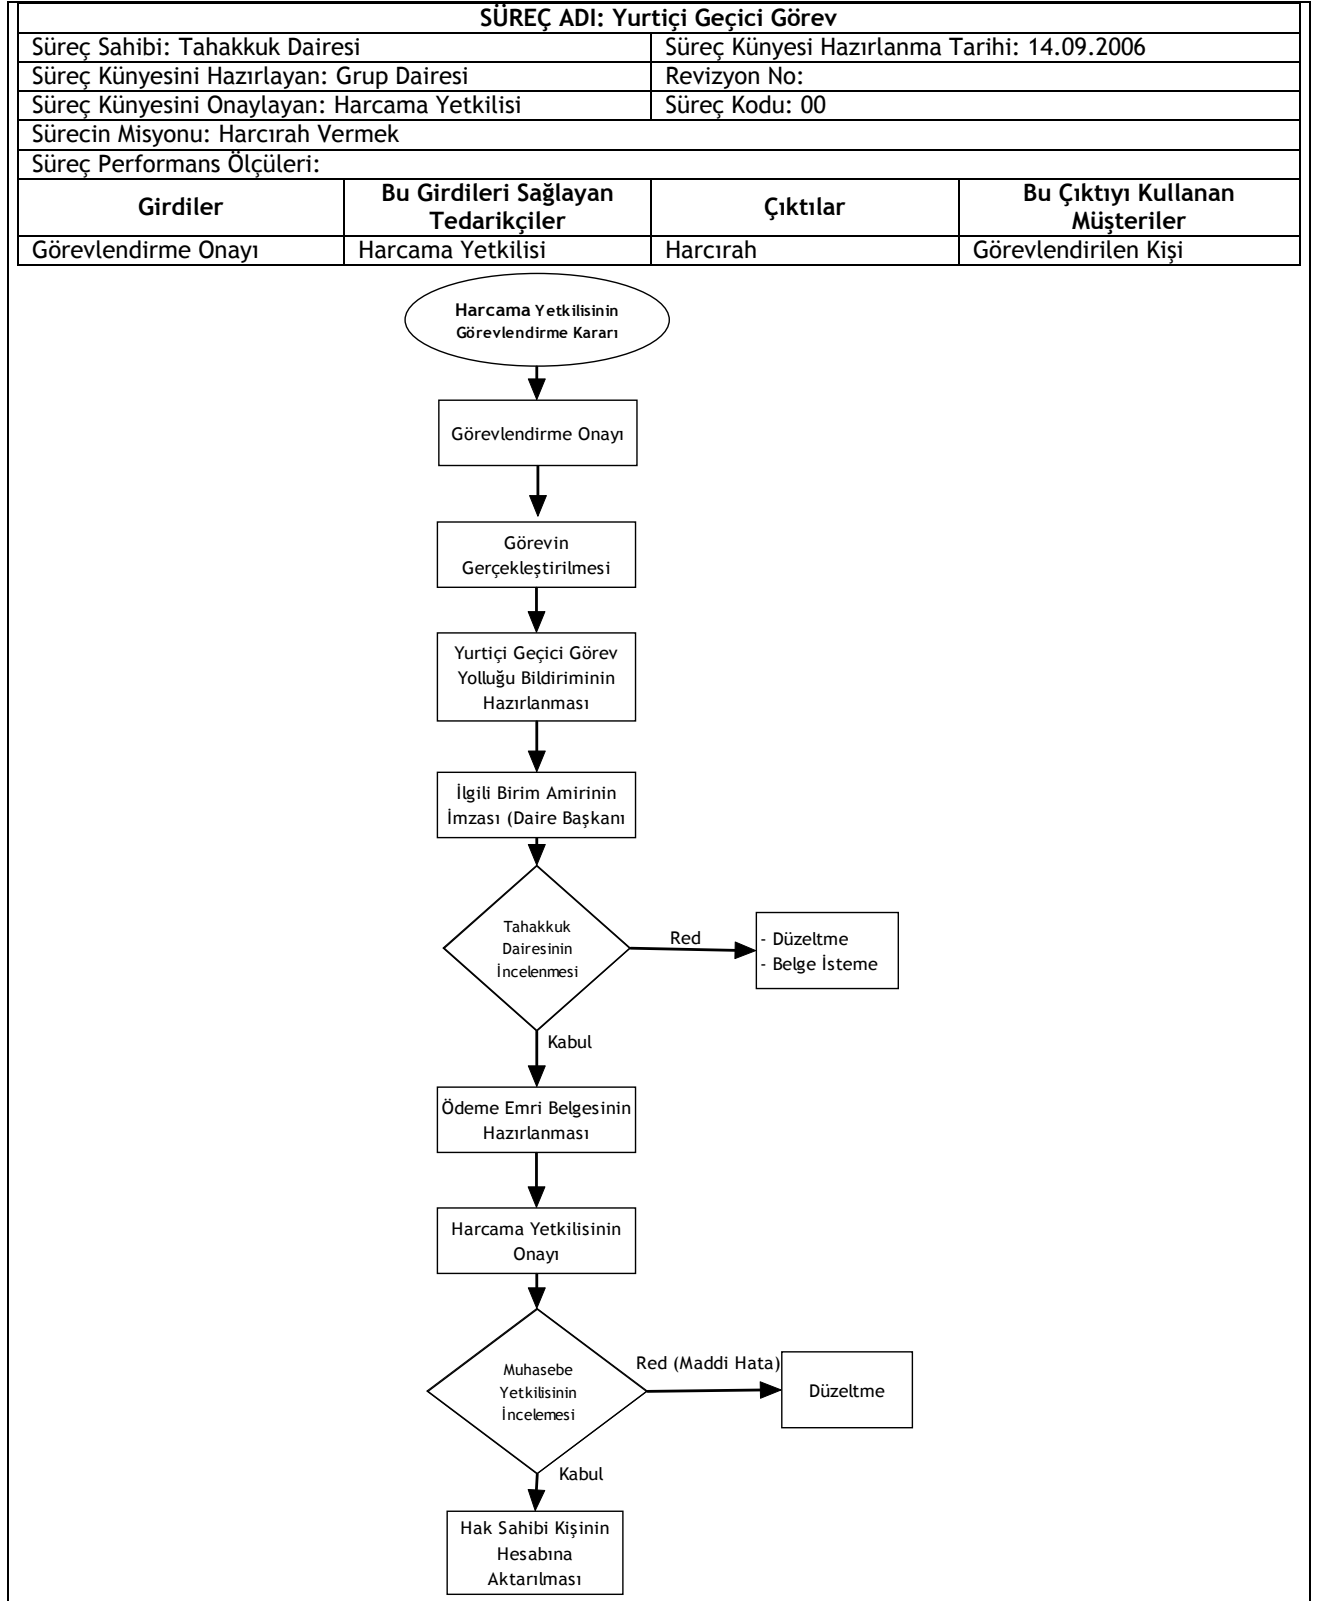 SÜREÇ ADI: Yurtiçi Geçici Görev
Süreç Sahibi: Tahakkuk Dairesi
Süreç Künyesi Hazırlanma Tarihi: 14.09.2006
Süreç Künyesini Hazırlayan: Grup Dairesi
Revizyon No:
Süreç Künyesini Onaylayan: Harcama Yetkilisi
Süreç Kodu: 00
Sürecin Misyonu: Harcırah Vermek
Süreç Performans Ölçüleri:
Girdiler
Bu Girdileri Sağlayan
Tedarikçiler
Çıktılar
Bu Çıktıyı Kullanan
Müşteriler
Görevlendirme Onayı
Harcama Yetkilisi
Harcırah
Görevlendirilen Kişi
Harcama Yetkilisinin
Görevlendirme Kararı
Görevlendirme Onayı
Görevin
Gerçekleştirilmesi
Yurtiçi Geçici Görev
Yolluğu Bildiriminin
Hazırlanması
İlgili Birim Amirinin
İmzası (Daire Başkanı
Tahakkuk
Dairesinin
İncelenmesi
Red
- Düzeltme
- Belge İsteme
Kabul
Ödeme Emri Belgesinin
Hazırlanması
Harcama Yetkilisinin
Onayı
Muhasebe
Yetkilisinin
İncelemesi
Red (Maddi Hata)
Düzeltme
Kabul
Hak Sahibi Kişinin
Hesabına
Aktarılması